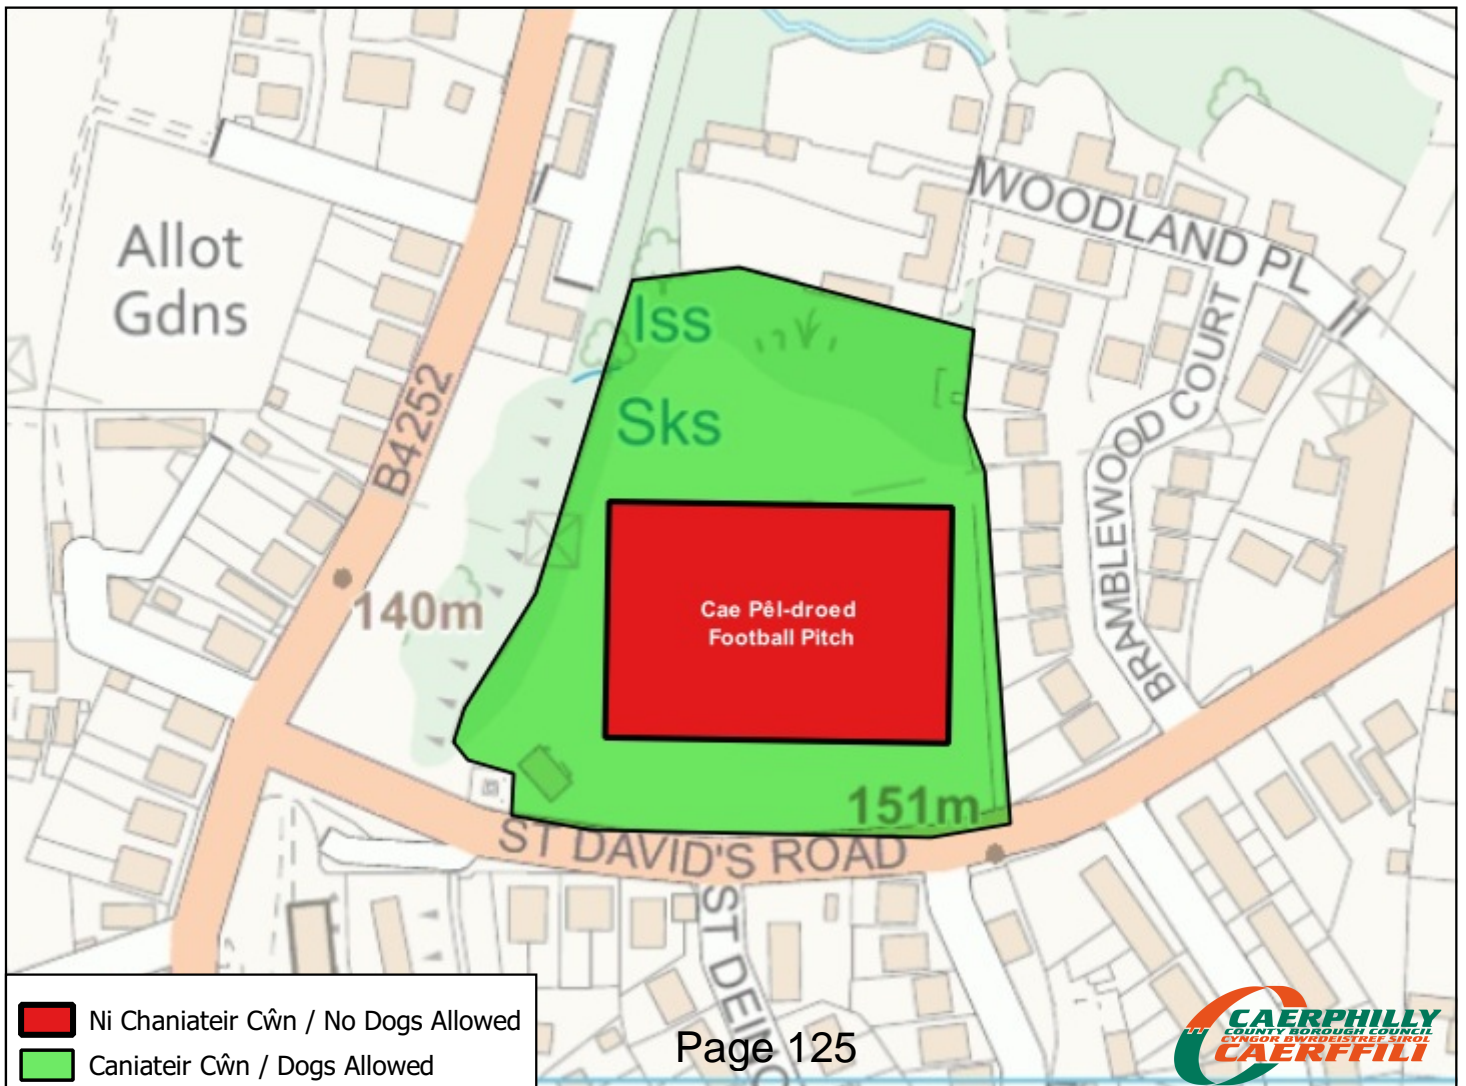 WOODLAND PL
Allot
Gdns
Iss
Sks
B4252
BRAMBLEWOOD COURT
140m
Cae Pêl-droed
Football Pitch
151m
ST DAVID'S ROAD
ST DEINO
Ni Chaniateir Cŵn / No Dogs Allowed
Caniateir Cŵn / Dogs Allowed
Page 125
CAERPHILLY
COUNTY BOROUGH COUNCIL
CYNGOR BWRDEISTREF SIROL
CAERFFILI